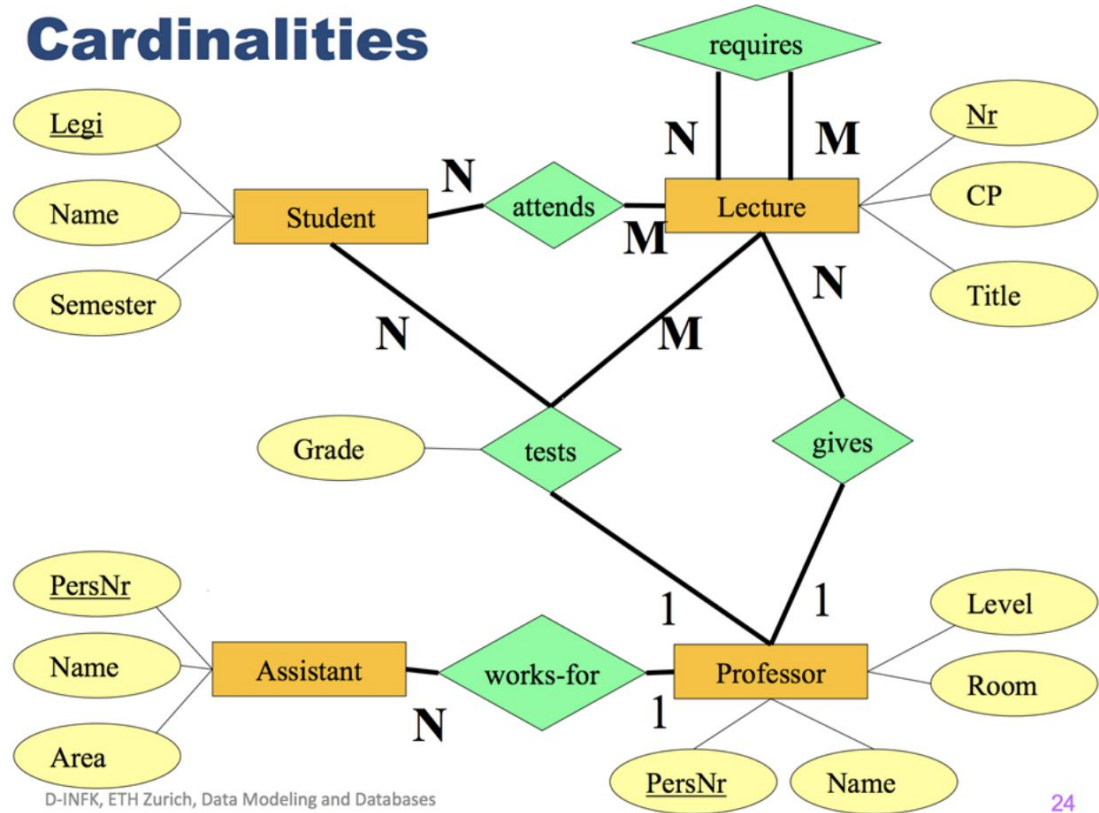 Cardinalities
requires
Legi
Nr
N
M
N
CP
Name
Student
attends
Lecture
M
N
Title
Semester
N
M
Grade
tests
gives
PersNr
1
1
Level
Name
Assistant
works-for
Professor
Room
N
1
Area
PersNr
Name
D-INFK, ETH Zurich, Data Modeling and Databases
24